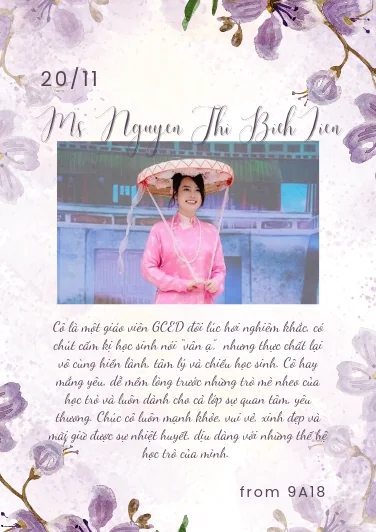 20/11
Ms Nguyen Thi Bich Tien
Cô là một giáo viên GCED đôi lúc hơi nghiêm khắc, có
chút cấm kị học sinh nói "vâng ạ" nhưng thực chất lại
vô cùng hiền lành, tâm lý và chiều học sinh. Cô hay
mắng yêu, dễ mềm lòng trước những trò mè nheo của
học trò và luôn dành cho cả lớp sự quan tâm, yêu
thương. Chúc cô luôn mạnh khỏe, vui vẻ, xinh đẹp và
mãi giữ được sự nhiệt huyết, dịu dàng với những thế hệ
học trò của mình.
from 9A18